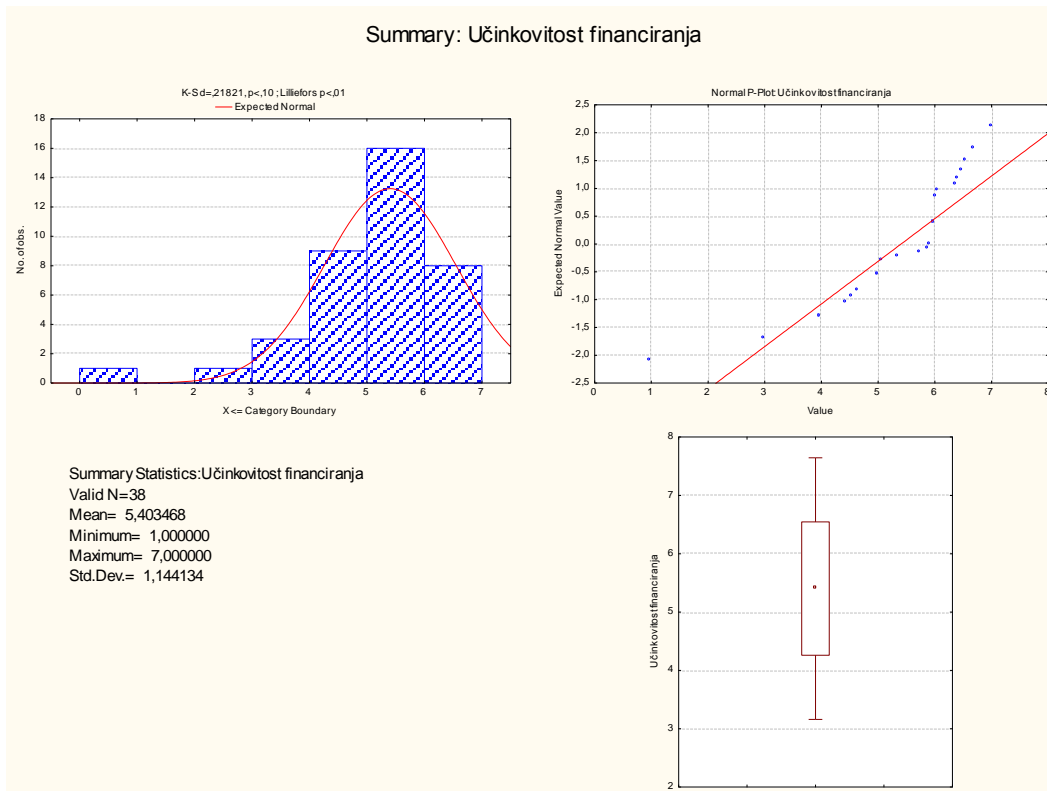 Summary: Učinkovitost financiranja
K-S d=,21821, p<,10 ; Lilliefors p<,01
Expected Normal
18
16
14
12
10
8
6
4
2
0
No. of obs.
0 1 2 3 4 5 6 7
X <= Category Boundary
Normal P-Plot: Učinkovitost financiranja
2,5
2,0
1,5
1,0
0,5
0,0
-0,5
-1,0
-1,5
-2,0
-2,5
Expected Normal Value
0 1 2 3 4 5 6 7 8
Value
Summary Statistics:Učinkovitost financiranja
Valid N=38
Mean= 5,403468
Minimum= 1,000000
Maximum= 7,000000
Std.Dev.= 1,144134
8
7
6
5
4
3
2
Učinkovitost financiranja